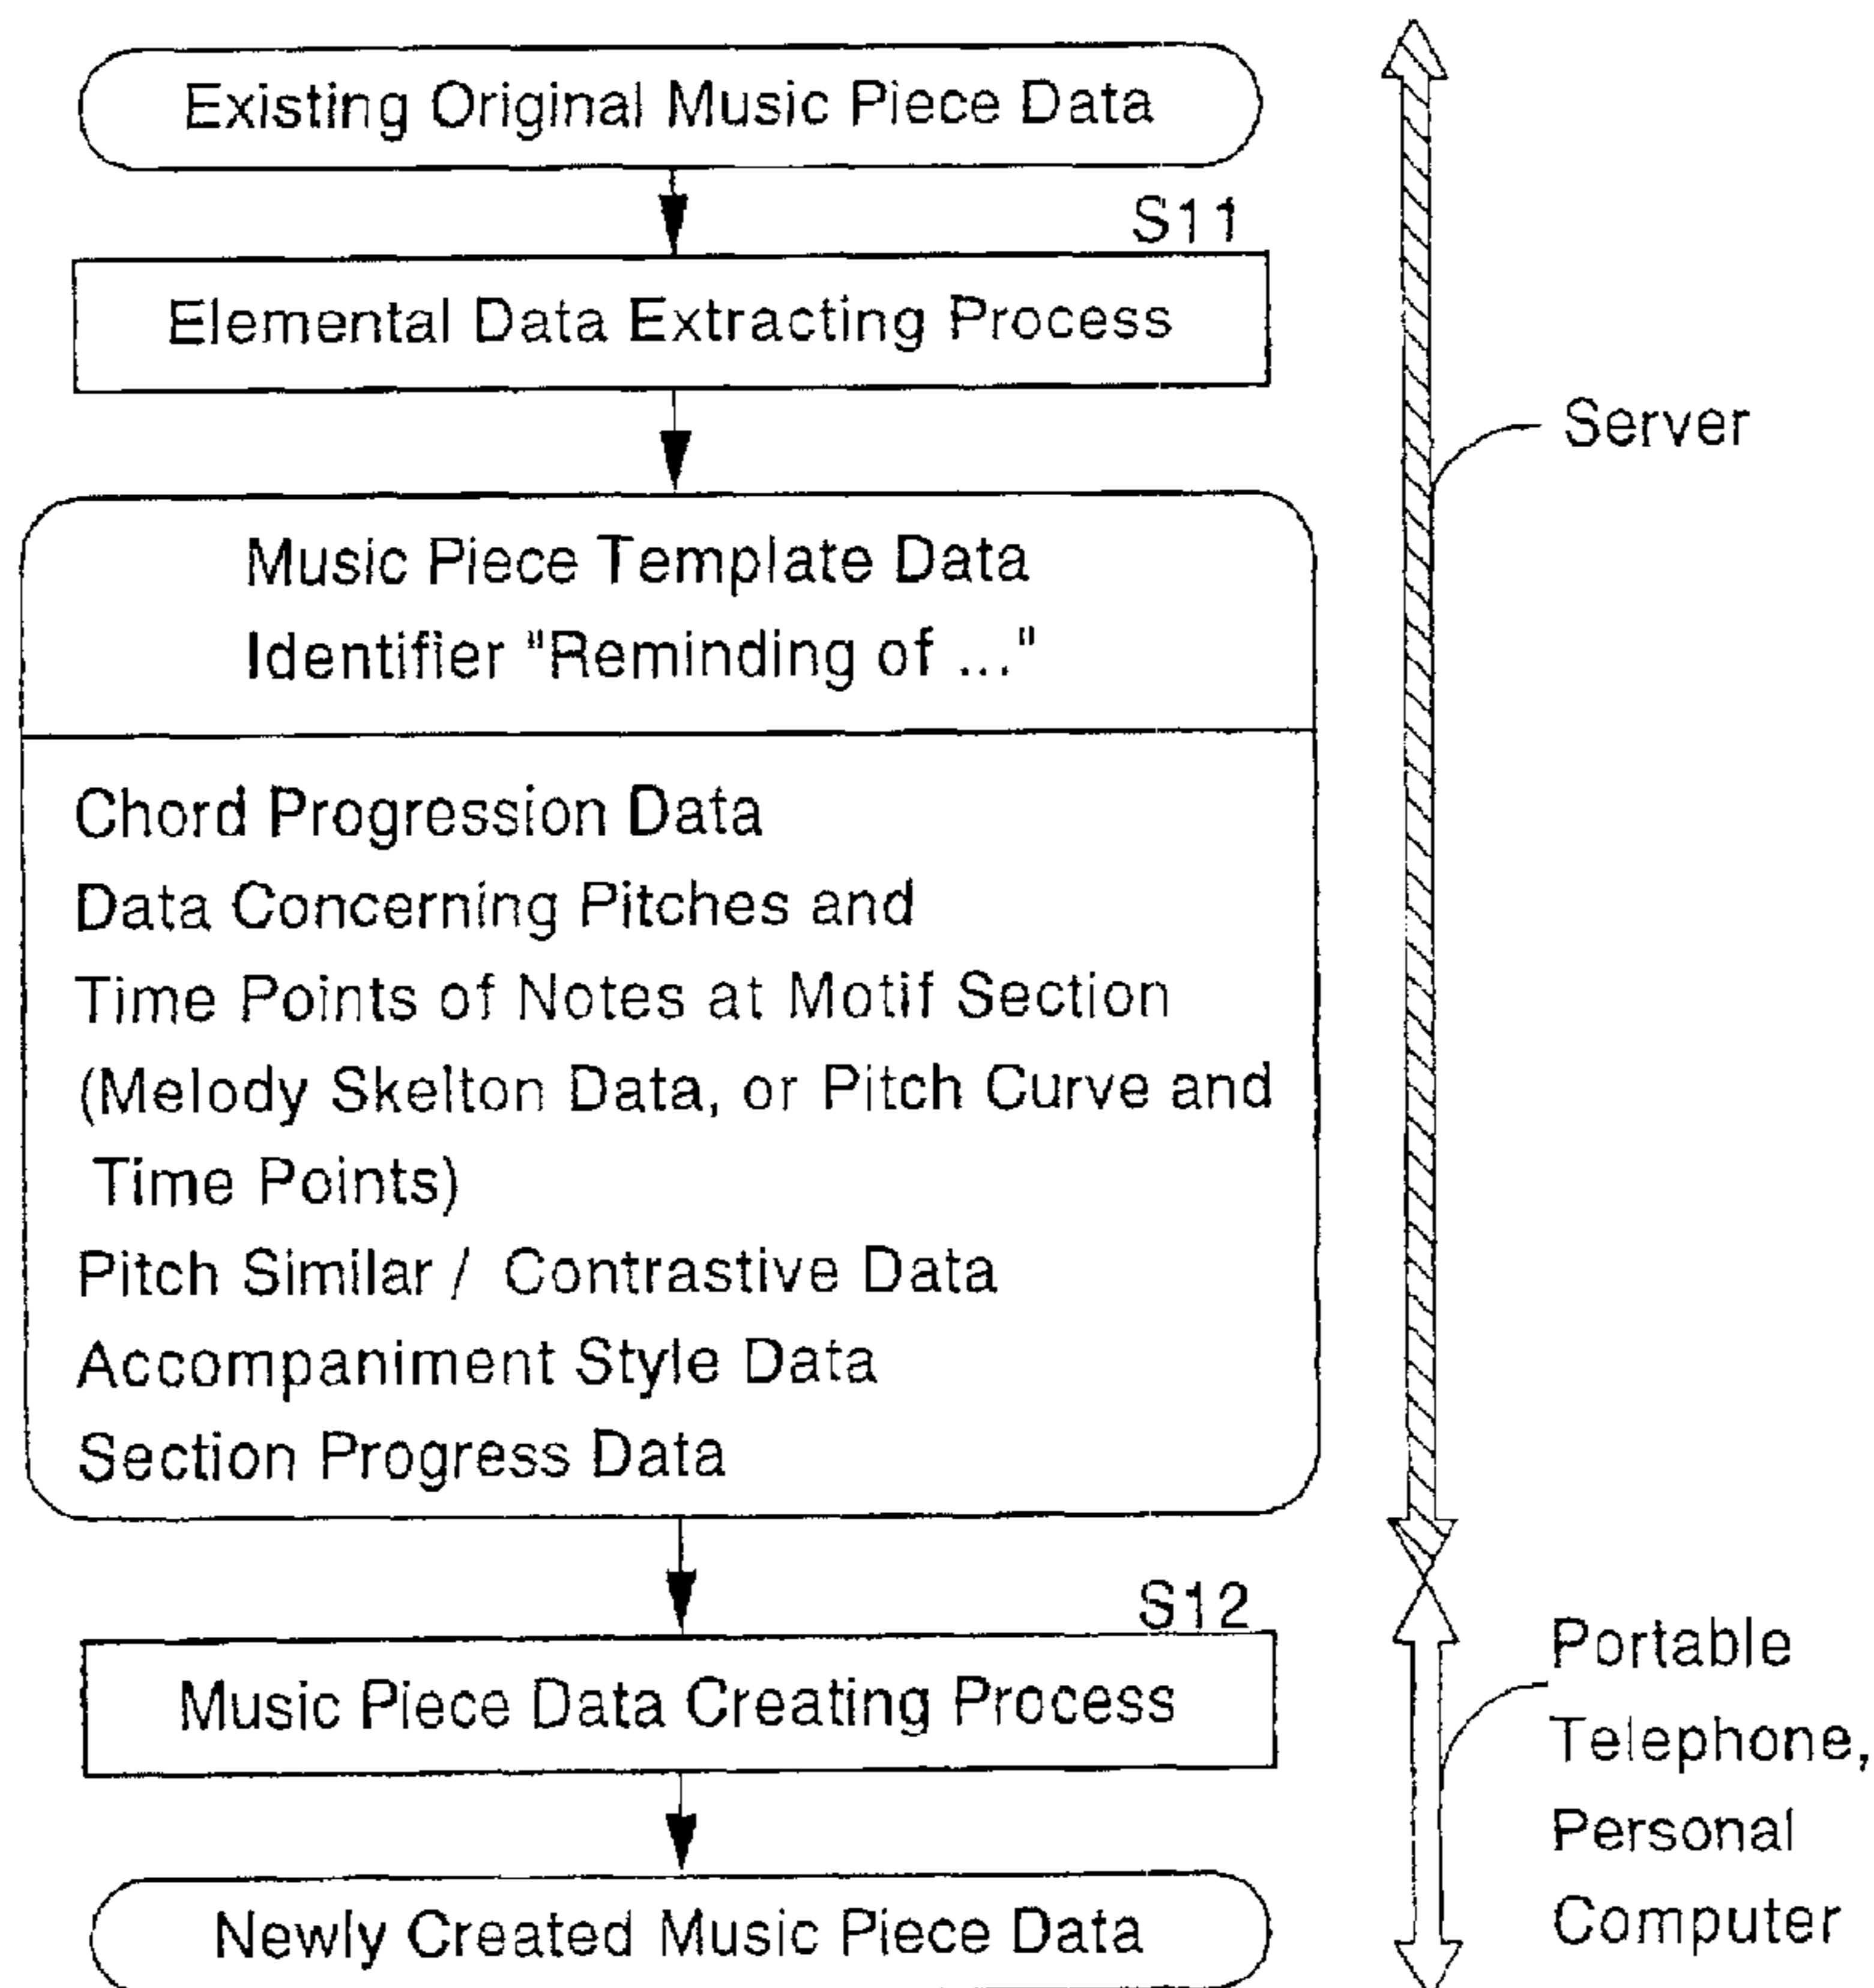 Existing Original Music Piece Data
S11
Elemental Data Extracting Process
Server
Music Piece Template Data
Identifier "Reminding of ..."
Chord Progression Data
Data Concerning Pitches and
Time Points of Notes at Motif Section
(Melody Skelton Data, or Pitch Curve and
Time Points)
Pitch Similar / Contrastive Data
Accompaniment Style Data
Section Progress Data
S12
Music Piece Data Creating Process
Newly Created Music Piece Data
Portable
Telephone,
Personal
Computer